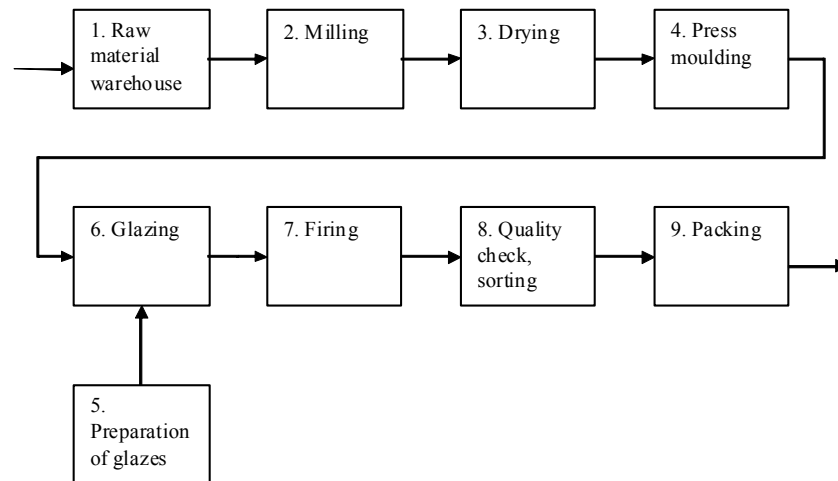 1. Raw
material
warehouse
2. Milling
3. Drying
4. Press
moulding
6. Glazing
7. Firing
8. Quality
check,
sorting
9. Packing
5.
Preparation
of glazes